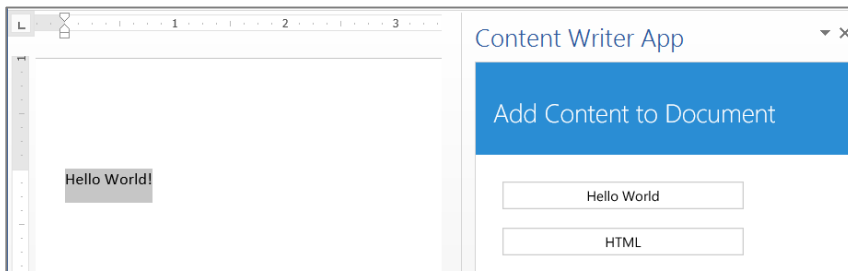 L 1 2 3
1
Hello World!
Content Writer App
Add Content to Document
Hello World
HTML